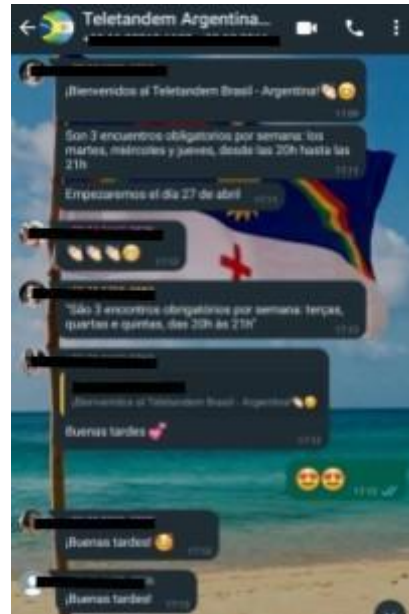 Teletandem Argentina...
¡Bienvenidos al Teletandem Brasil - Argentina!👏🏻😊
Son 3 encuentros obligatorios por semana: los
martes, miércoles y jueves, desde las 20h hasta las
21h
Empezaremos el día 27 de abril
"São 3 encontros obrigatórios por semana: terças,
quartas e quintas, das 20h às 21h"
¡Bienvenidos al Teletandem Brasil - Argentina!
Buenas tardes 💕
😍😍
¡Buenas tardes!
¡Buenas tardes!